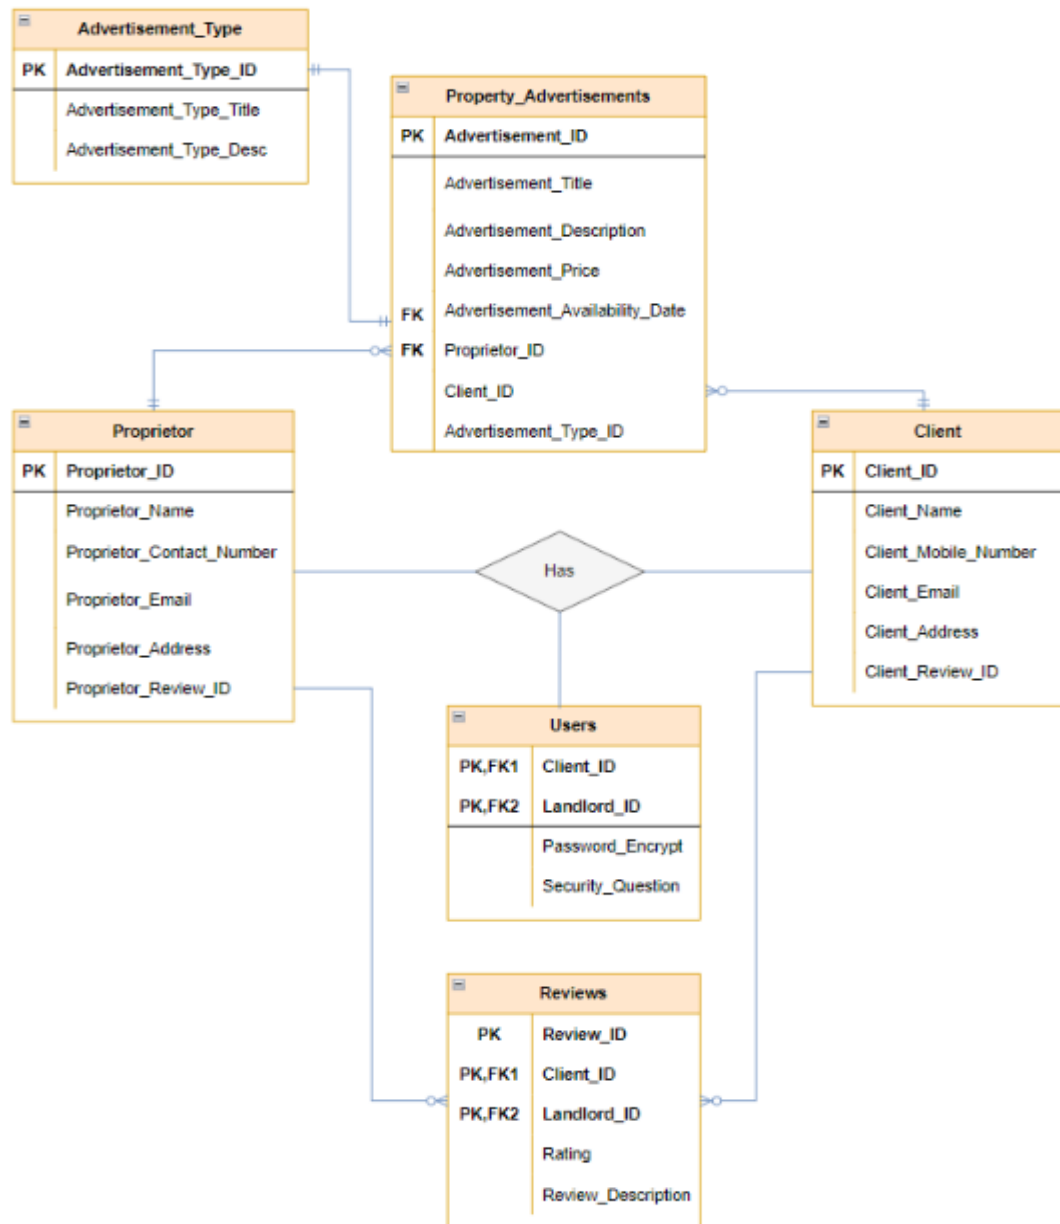 Advertisement_Type
PK Advertisement_Type_ID
Advertisement_Type_Title
Advertisement_Type_Desc
Property_Advertisements
PK Advertisement_ID
Advertisement_Title
Advertisement_Description
Advertisement_Price
FK Advertisement_Availability_Date
FK Proprietor_ID
Client_ID
Advertisement_Type_ID
Proprietor
PK Proprietor_ID
Proprietor_Name
Proprietor_Contact_Number
Proprietor_Email
Proprietor_Address
Proprietor_Review_ID
Has
Client
PK Client_ID
Client_Name
Client_Mobile_Number
Client_Email
Client_Address
Client_Review_ID
Users
PK,FK1 Client_ID
PK,FK2 Landlord_ID
Password_Encrypt
Security_Question
Reviews
PK Review_ID
PK,FK1 Client_ID
PK,FK2 Landlord_ID
Rating
Review_Description